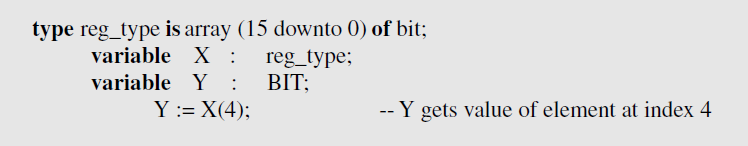 type reg_type is array (15 downto 0) of bit;
variable X : reg_type;
variable Y : BIT;
Y := X(4); -- Y gets value of element at index 4